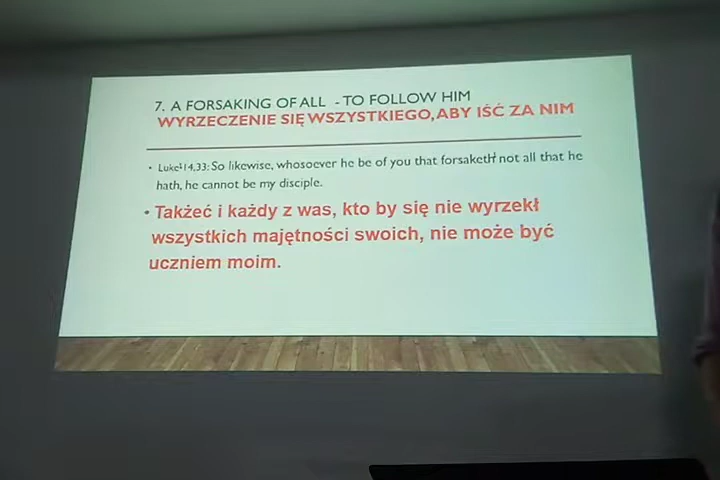 7. A FORSAKING OF ALL - TO FOLLOW HIM
WYRZECZENIE SIĘ WSZYSTKIEGO, ABY IŚĆ ZA NIM
• Luke 14,33: So likewise, whosoever he be of you that forsaketh not all that he
hath, he cannot be my disciple.
• Takżeć i każdy z was, kto by się nie wyrzekł
wszystkich majętności swoich, nie może być
uczniem moim.